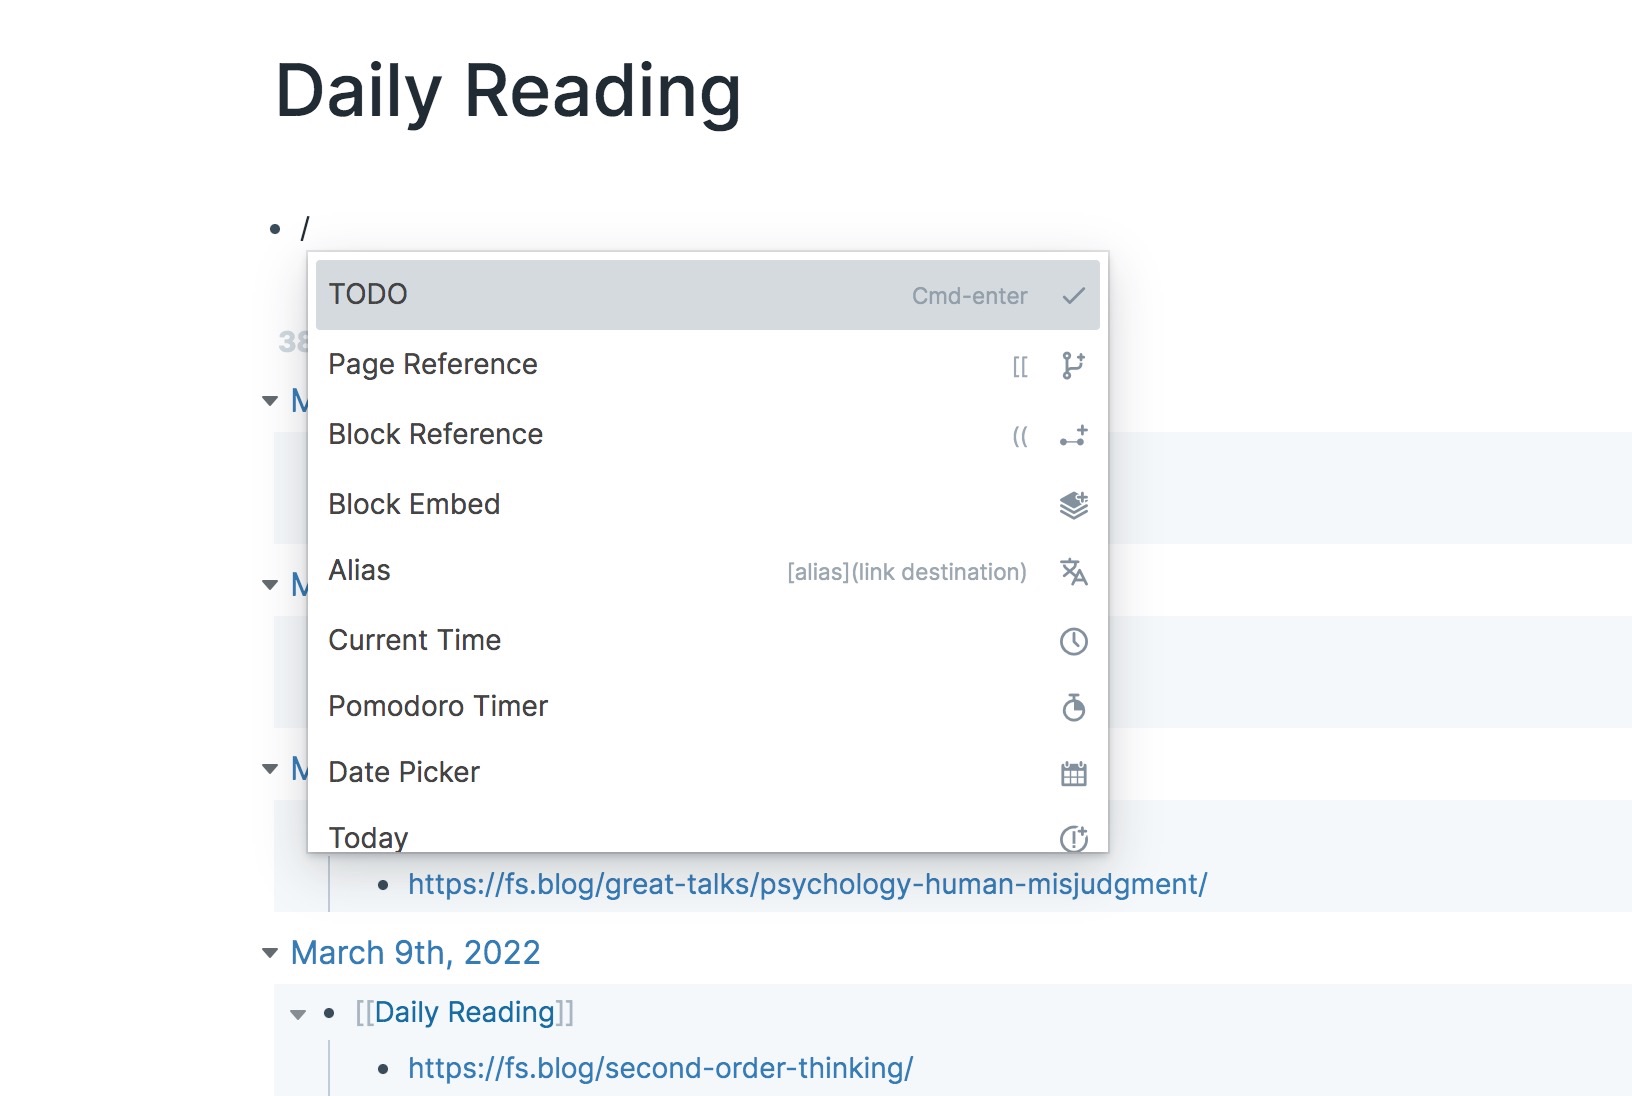 Daily Reading
/
TODO Cmd-enter
Page Reference [[
Block Reference ((
Block Embed
Alias [alias](link destination)
Current Time
Pomodoro Timer
Date Picker
Today
https://fs.blog/great-talks/psychology-human-misjudgment/
March 9th, 2022
[[Daily Reading]]
https://fs.blog/second-order-thinking/